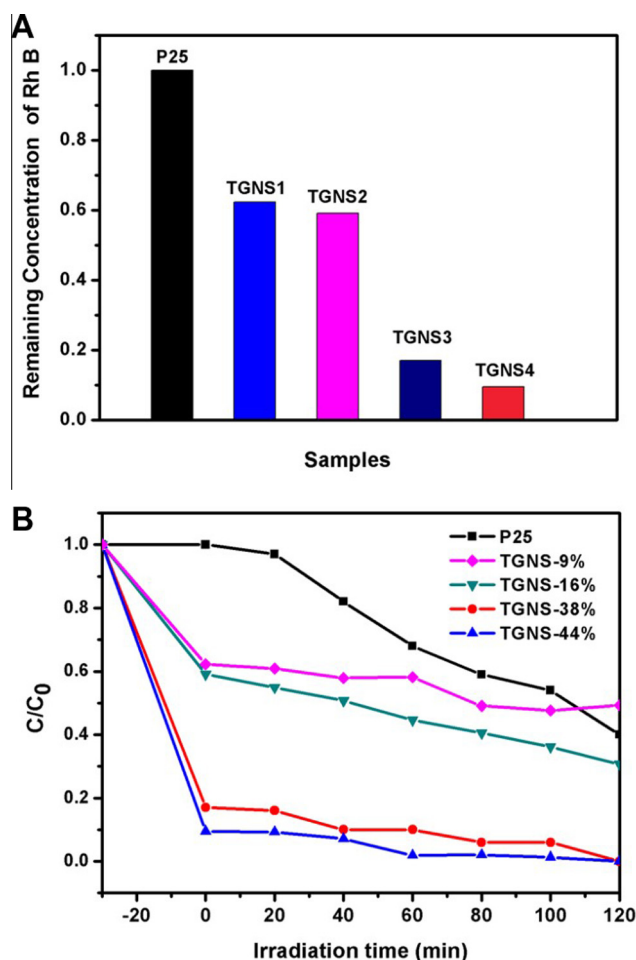 A
Remaining Concentration of Rh B
1.0
0.8
0.6
0.4
0.2
0.0
P25
TGNS1
TGNS2
TGNS3
TGNS4
Samples
B
C/C0
1.0
0.8
0.6
0.4
0.2
0.0
P25
TGNS-9%
TGNS-16%
TGNS-38%
TGNS-44%
-20 0 20 40 60 80 100 120
Irradiation time (min)